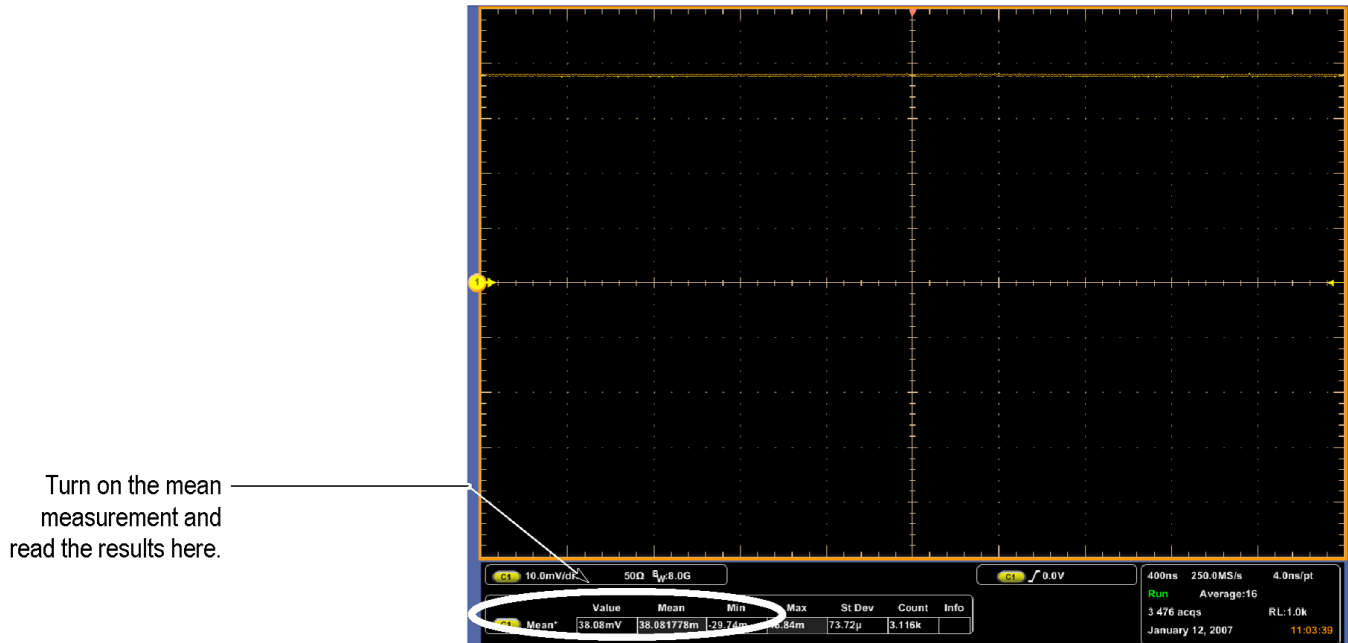 Turn on the mean
measurement and
read the results here.
1
C1 10.0mV/di 50Ω BW:8.0G
C1 0.0V
400ns 250.0MS/s 4.0ns/pt
Run Average:16
3 476 acqs RL:1.0k
January 12, 2007 11:03:39
Value Mean Min Max St Dev Count Info
C1 Mean* 38.08mV 38.081778m -29.74m 73.72µ 3.116k